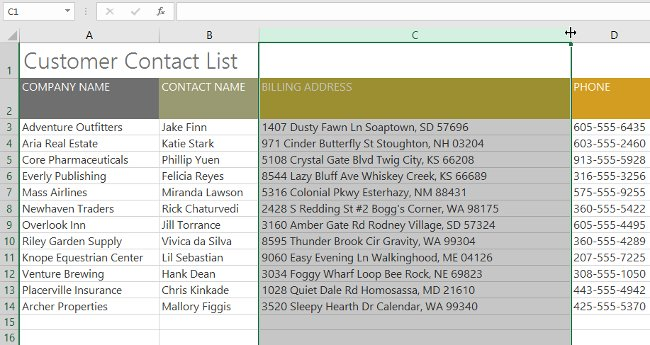 C1 fx
A B C D
1 Customer Contact List
2 COMPANY NAME CONTACT NAME BILLING ADDRESS PHONE
3 Adventure Outfitters Jake Finn 1407 Dusty Fawn Ln Soaptown, SD 57696 605-555-6435
4 Aria Real Estate Katie Stark 971 Cinder Butterfly St Stoughton, NH 03204 603-555-2460
5 Core Pharmaceuticals Phillip Yuen 5108 Crystal Gate Blvd Twig City, KS 66208 913-555-5928
6 Everly Publishing Felicia Reyes 8544 Lazy Bluff Ave Whiskey Creek, KS 66689 316-555-3256
7 Mass Airlines Miranda Lawson 5316 Colonial Pkwy Esterhazy, NM 88431 575-555-9255
8 Newhaven Traders Rick Chaturvedi 2428 S Redding St #2 Bogg's Corner, WA 98175 360-555-5422
9 Overlook Inn Jill Torrance 3160 Amber Gate Rd Rodney Village, SD 57324 605-555-4495
10 Riley Garden Supply Vivica da Silva 8595 Thunder Brook Cir Gravity, WA 99304 360-555-4289
11 Knope Equestrian Center Lil Sebastian 9060 Easy Evening Ln Walkinghood, ME 04126 207-555-7225
12 Venture Brewing Hank Dean 3034 Foggy Wharf Loop Bee Rock, NE 69823 308-555-1050
13 Placerville Insurance Chris Kinkade 1028 Quiet Dale Rd Homosassa, MD 21610 443-555-4942
14 Archer Properties Mallory Figgis 3520 Sleepy Hearth Dr Calendar, WA 99340 425-555-5370
15
16